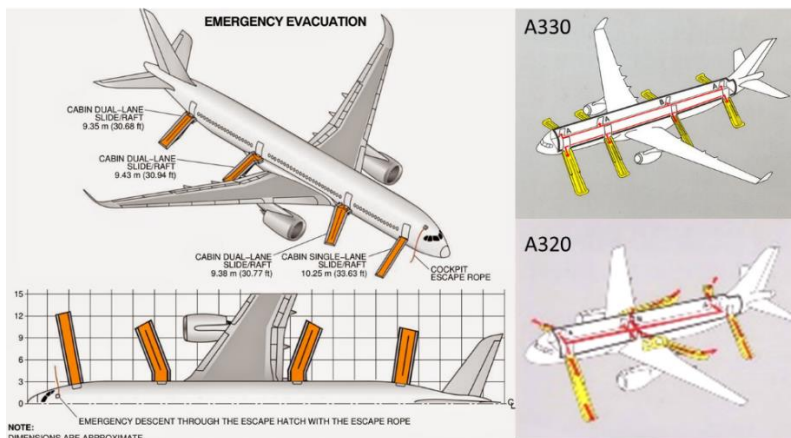 EMERGENCY EVACUATION
CABIN DUAL-LANE
SLIDE/RAFT
9.35 m (30.68 ft)
CABIN DUAL-LANE
SLIDE/RAFT
9.43 m (30.94 ft)
CABIN DUAL-LANE
SLIDE/RAFT
9.38 m (30.77 ft)
CABIN SINGLE-LANE
SLIDE/RAFT
10.25 m (33.63 ft)
COCKPIT
ESCAPE ROPE
15
12
9
6
3
0
EMERGENCY DESCENT THROUGH THE ESCAPE HATCH WITH THE ESCAPE ROPE
NOTE:
DIMENSIONS ARE APPROXIMATE
A330
A
B
A
A
A320